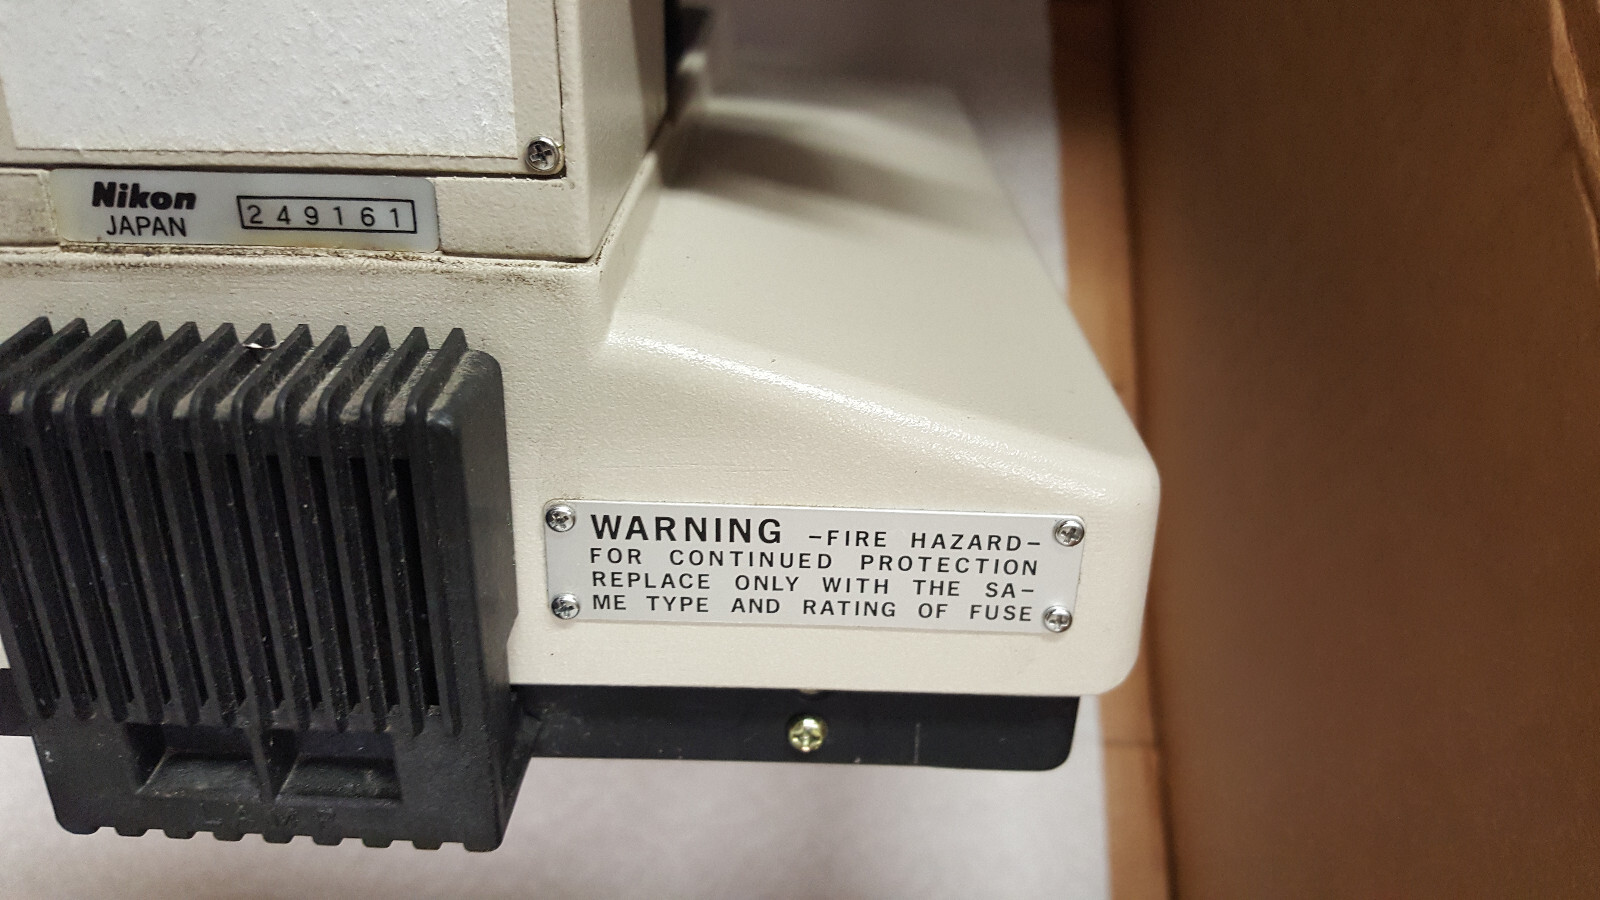 Nikon
JAPAN
249161
WARNING -FIRE HAZARD-
FOR CONTINUED PROTECTION
REPLACE ONLY WITH THE SA-
ME TYPE AND RATING OF FUSE
LAMP